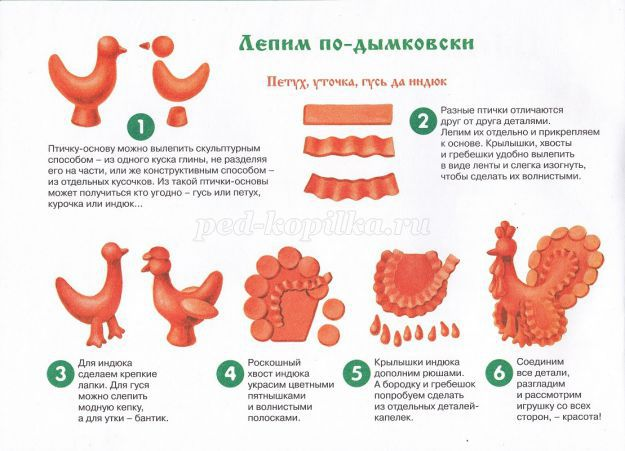 Лепим по-дымковски
Петух, уточка, гусь да индюк
1
Птичку-основу можно вылепить скульптурным
способом – из одного куска глины, не разделяя
его на части, или же конструктивным способом –
из отдельных кусочков. Из такой птички-основы
может получиться кто угодно – гусь или петух,
курочка или индюк...
2
Разные птички отличаются
друг от друга деталями.
Лепим их отдельно и прикрепляем
к основе. Крылышки, хвосты
и гребешки удобно вылепить
в виде ленты и слегка изогнуть,
чтобы сделать их волнистыми.
ped-kopilka.ru
3
Для индюка
сделаем крепкие
лапки. Для гуся
можно слепить
модную кепку,
а для утки – бантик.
4
Роскошный
хвост индюка
украсим цветными
пятнышками
и волнистыми
полосками.
5
Крылышки индюка
дополним рюшами.
А бородку и гребешок
попробуем сделать
из отдельных деталей-
капелек.
6
Соединим
все детали,
разгладим
и рассмотрим
игрушку со всех
сторон, – красота!